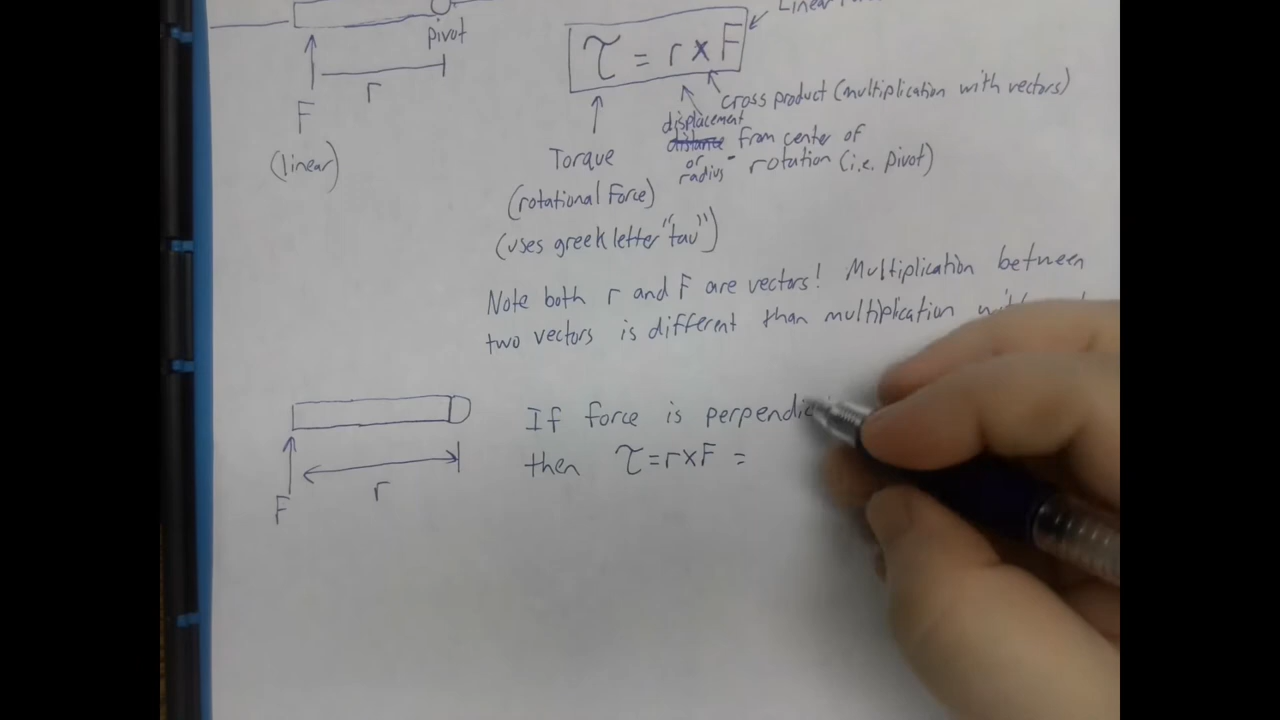 pivot
Linear
τ = r × F
r
F
(linear)
cross product (multiplication with vectors)
displacement
distance from center of
or
radius - rotation (i.e. pivot)
Torque
(rotational Force)
(uses greek letter "tau")
Note both r and F are vectors! Multiplication between
two vectors is different than multiplication
If force is
then τ = r × F =
r
F